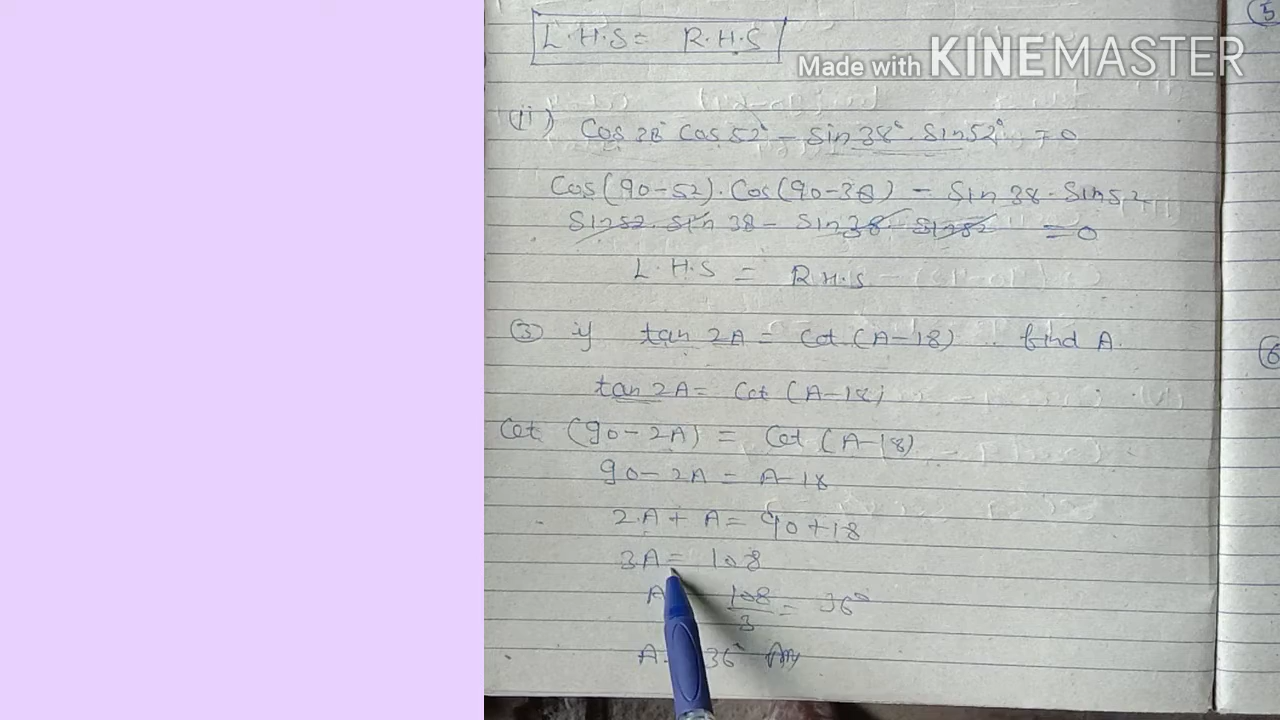 L.H.S = R.H.S
Made with KINEMASTER
(ii) Cos 38° Cos 52° - Sin 38° Sin 52° = 0
Cos(90-52). Cos(90-38) - Sin 38. Sin 52
Sin 52. Sin 38 - Sin 38 - Sin 52 = 0
L.H.S = R.H.S
③ if tan 2A = Cot (A-18) . find A.
tan 2A = Cot (A-18)
Cot (90-2A) = Cot (A-18)
90-2A = A-18
2A + A = 90+18
3A = 108
A 108/3 = 36°
A 36° Ans
5
6